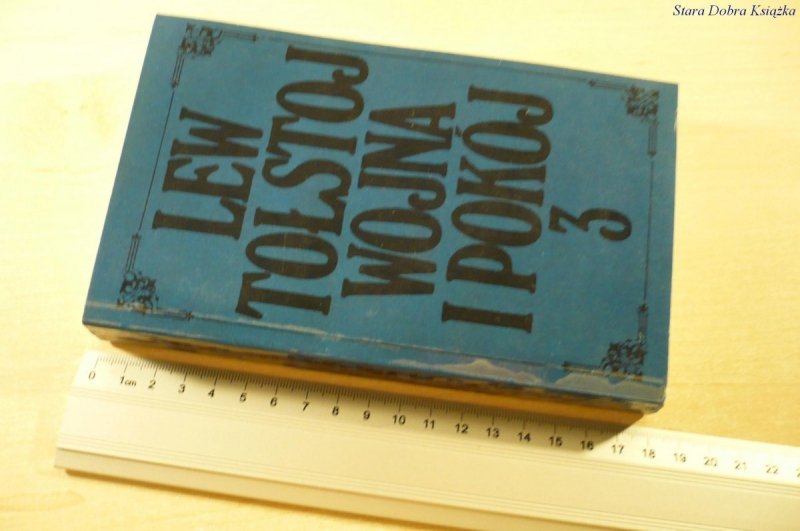 Stara Dobra Książka
LEW
TOŁSTOJ
WOJNA
I POKÓJ
3
0 1cm 2 3 4 5 6 7 8 9 10 11 12 13 14 15 16 17 18 19 20 21 22